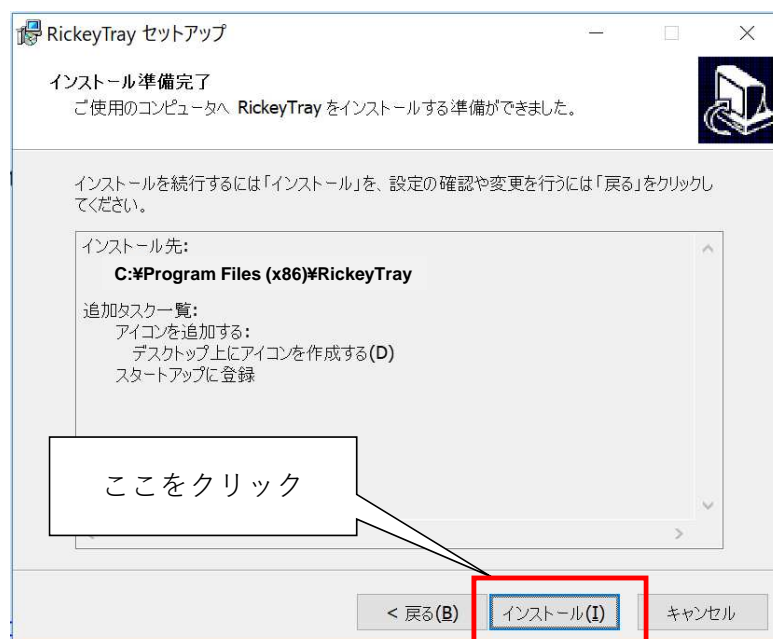 RickeyTray セットアップ
インストール準備完了
ご使用のコンピュータへ RickeyTray をインストールする準備ができました。
インストールを続行するには「インストール」を、設定の確認や変更を行うには「戻る」をクリックし
てください。
インストール先:
C:¥Program Files (x86)¥RickeyTray
追加タスク一覧:
アイコンを追加する:
デスクトップ上にアイコンを作成する(D)
スタートアップに登録
ここをクリック
< 戻る(B) インストール(I) キャンセル